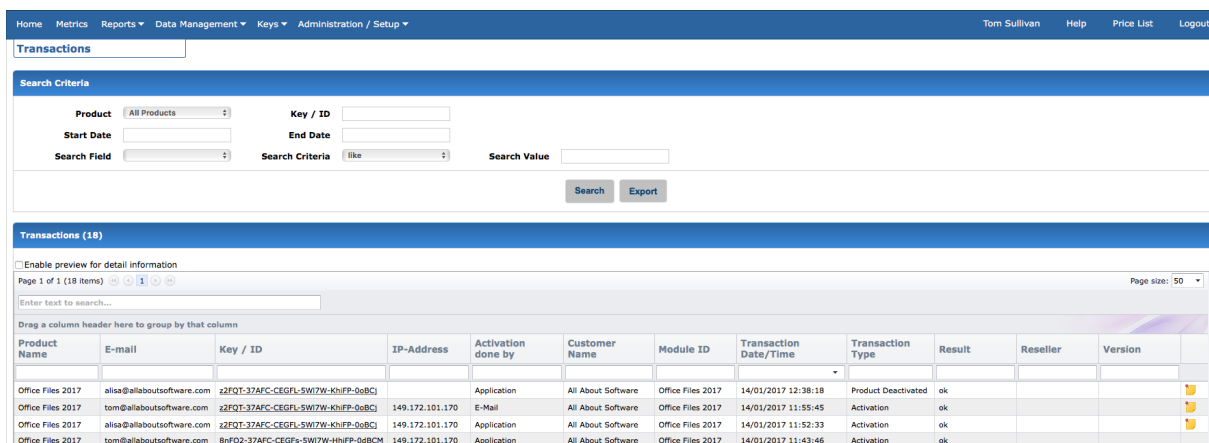 Home Metrics Reports Data Management Keys Administration / Setup Tom Sullivan Help Price List Logout
Transactions
Search Criteria
Product All Products Key / ID
Start Date End Date
Search Field Search Criteria like Search Value
Search Export
Transactions (18)
Enable preview for detail information
Page 1 of 1 (18 items) 1 Page size: 50
Enter text to search...
Drag a column header here to group by that column
Product Name E-mail Key / ID IP-Address Activation done by Customer Name Module ID Transaction Date/Time Transaction Type Result Reseller Version
Office Files 2017 alisa@allaboutsoftware.com z2FQT-37AFC-CEGFL-5Wl7W-KhiFP-0oBCj Application All About Software Office Files 2017 14/01/2017 12:38:18 Product Deactivated ok
Office Files 2017 tom@allaboutsoftware.com z2FQT-37AFC-CEGFL-5Wl7W-KhiFP-0oBCj 149.172.101.170 E-Mail All About Software Office Files 2017 14/01/2017 11:55:45 Activation ok
Office Files 2017 alisa@allaboutsoftware.com z2FQT-37AFC-CEGFL-5Wl7W-KhiFP-0oBCj 149.172.101.170 Application All About Software Office Files 2017 14/01/2017 11:52:33 Activation ok
Office Files 2017 tom@allaboutsoftware.com 8nFO2-37AFC-CEGFs-5Wl7W-HhiFP-0dBCM 149.172.101.170 Application All About Software Office Files 2017 14/01/2017 11:43:46 Activation ok